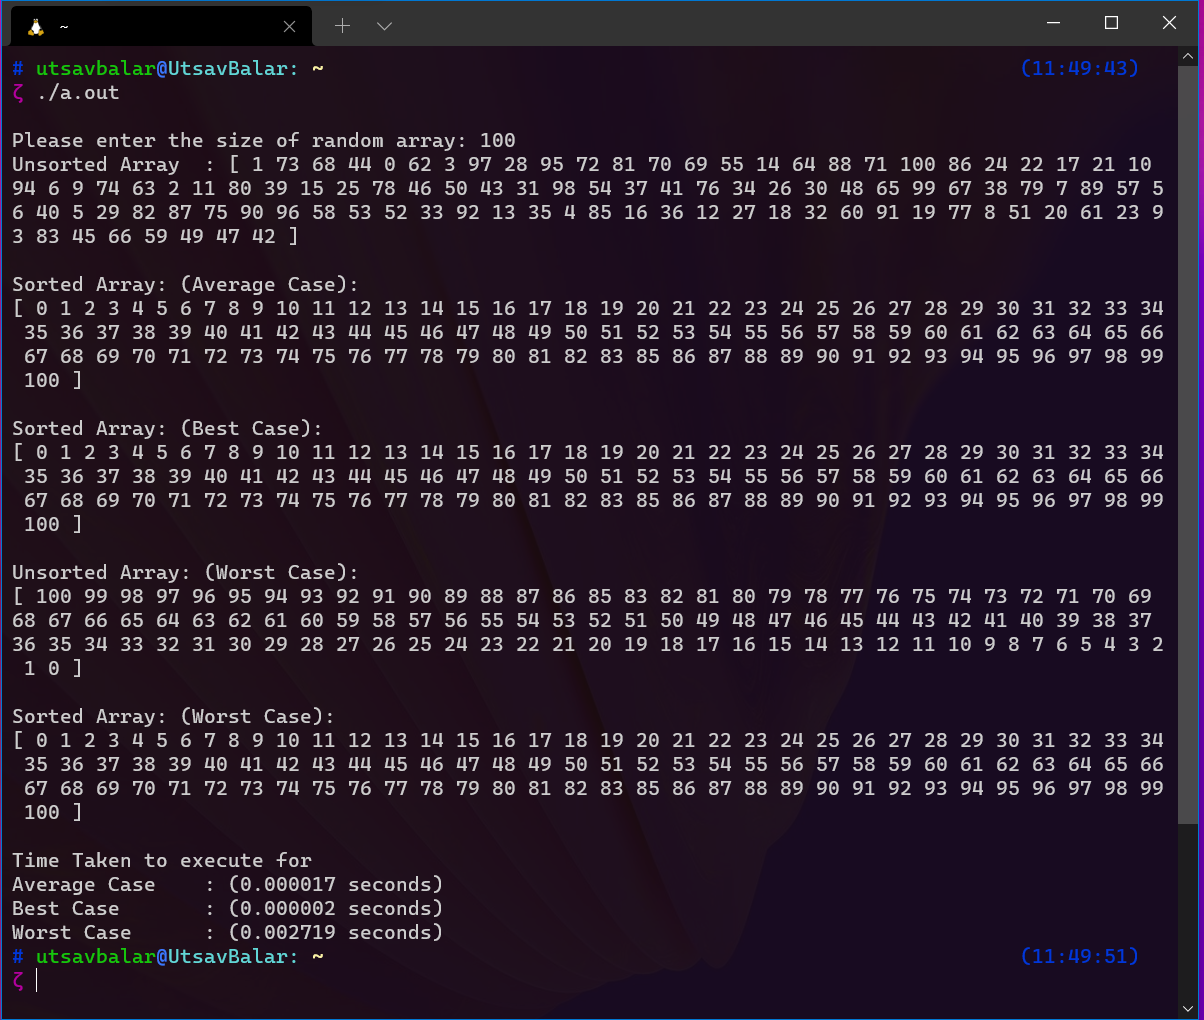 ~
# utsavbalar@UtsavBalar: ~ (11:49:43)
ζ ./a.out
Please enter the size of random array: 100
Unsorted Array  : [ 1 73 68 44 0 62 3 97 28 95 72 81 70 69 55 14 64 88 71 100 86 24 22 17 21 10
94 6 9 74 63 2 11 80 39 15 25 78 46 50 43 31 98 54 37 41 76 34 26 30 48 65 99 67 38 79 7 89 57 5
6 40 5 29 82 87 75 90 96 58 53 52 33 92 13 35 4 85 16 36 12 27 18 32 60 91 19 77 8 51 20 61 23 9
3 83 45 66 59 49 47 42 ]
Sorted Array: (Average Case):
[ 0 1 2 3 4 5 6 7 8 9 10 11 12 13 14 15 16 17 18 19 20 21 22 23 24 25 26 27 28 29 30 31 32 33 34
35 36 37 38 39 40 41 42 43 44 45 46 47 48 49 50 51 52 53 54 55 56 57 58 59 60 61 62 63 64 65 66
67 68 69 70 71 72 73 74 75 76 77 78 79 80 81 82 83 85 86 87 88 89 90 91 92 93 94 95 96 97 98 99
100 ]
Sorted Array: (Best Case):
[ 0 1 2 3 4 5 6 7 8 9 10 11 12 13 14 15 16 17 18 19 20 21 22 23 24 25 26 27 28 29 30 31 32 33 34
35 36 37 38 39 40 41 42 43 44 45 46 47 48 49 50 51 52 53 54 55 56 57 58 59 60 61 62 63 64 65 66
67 68 69 70 71 72 73 74 75 76 77 78 79 80 81 82 83 85 86 87 88 89 90 91 92 93 94 95 96 97 98 99
100 ]
Unsorted Array: (Worst Case):
[ 100 99 98 97 96 95 94 93 92 91 90 89 88 87 86 85 83 82 81 80 79 78 77 76 75 74 73 72 71 70 69
68 67 66 65 64 63 62 61 60 59 58 57 56 55 54 53 52 51 50 49 48 47 46 45 44 43 42 41 40 39 38 37
36 35 34 33 32 31 30 29 28 27 26 25 24 23 22 21 20 19 18 17 16 15 14 13 12 11 10 9 8 7 6 5 4 3 2
1 0 ]
Sorted Array: (Worst Case):
[ 0 1 2 3 4 5 6 7 8 9 10 11 12 13 14 15 16 17 18 19 20 21 22 23 24 25 26 27 28 29 30 31 32 33 34
35 36 37 38 39 40 41 42 43 44 45 46 47 48 49 50 51 52 53 54 55 56 57 58 59 60 61 62 63 64 65 66
67 68 69 70 71 72 73 74 75 76 77 78 79 80 81 82 83 85 86 87 88 89 90 91 92 93 94 95 96 97 98 99
100 ]
Time Taken to execute for
Average Case    : (0.000017 seconds)
Best Case       : (0.000002 seconds)
Worst Case      : (0.002719 seconds)
# utsavbalar@UtsavBalar: ~ (11:49:51)
ζ